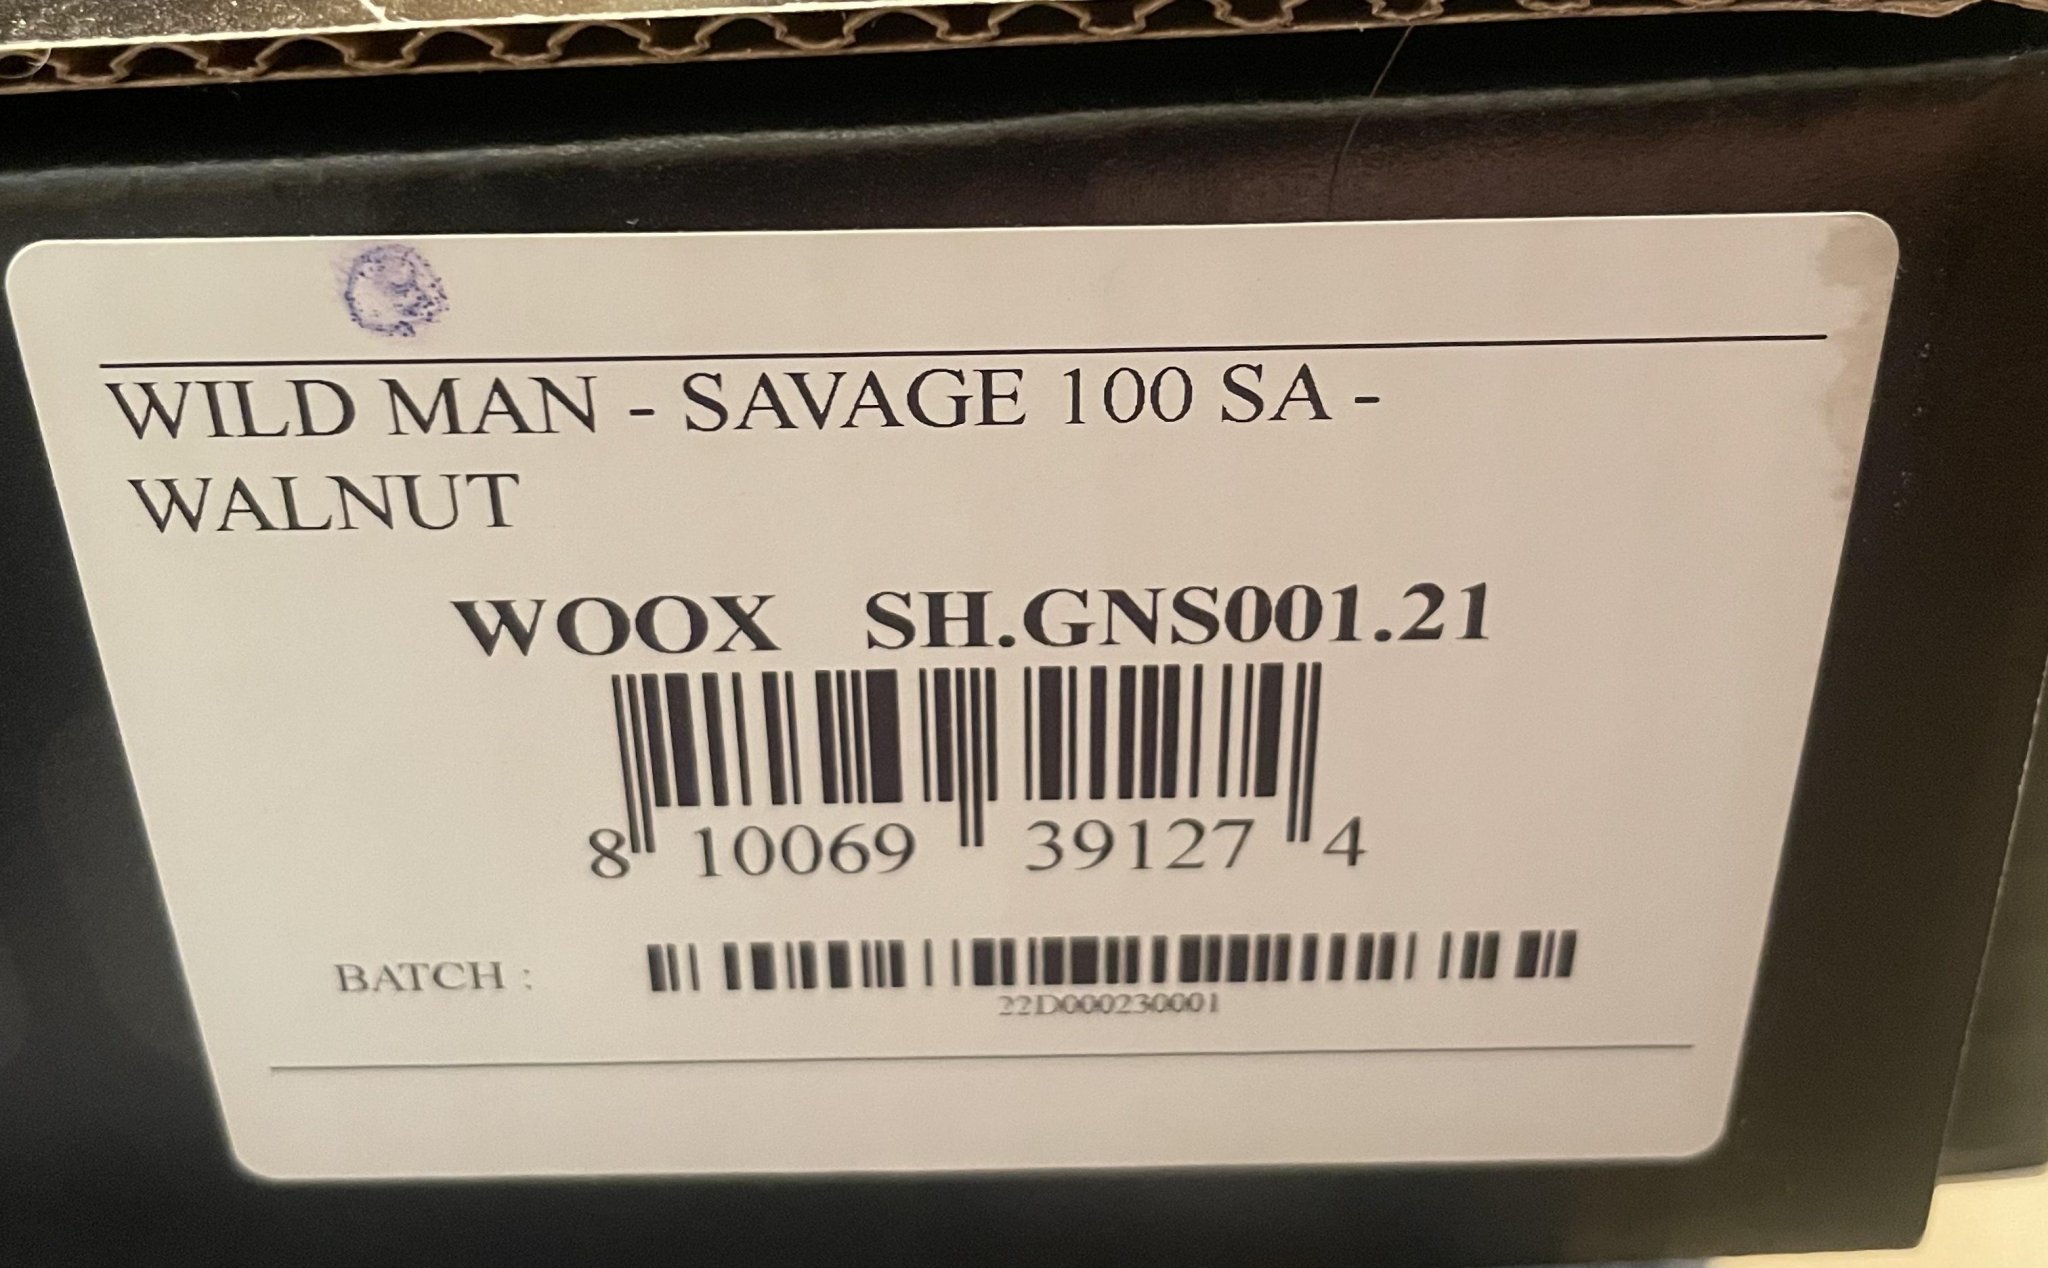 WILD MAN - SAVAGE 100 SA -
WALNUT
WOOX SH.GNS001.21
8 10069 39127 4
BATCH :
22D000230001